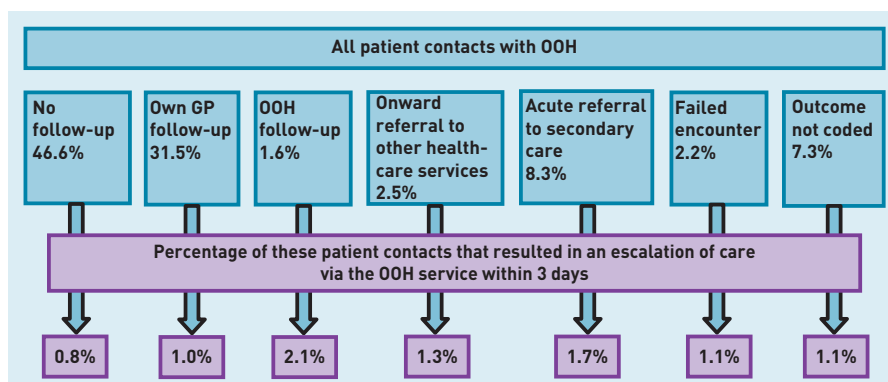 All patient contacts with OOH
No
follow-up
46.6%
Own GP
follow-up
31.5%
OOH
follow-up
1.6%
Onward
referral to
other health-
care services
2.5%
Acute referral
to secondary
care
8.3%
Failed
encounter
2.2%
Outcome
not coded
7.3%
Percentage of these patient contacts that resulted in an escalation of care
via the OOH service within 3 days
0.8%
1.0%
2.1%
1.3%
1.7%
1.1%
1.1%